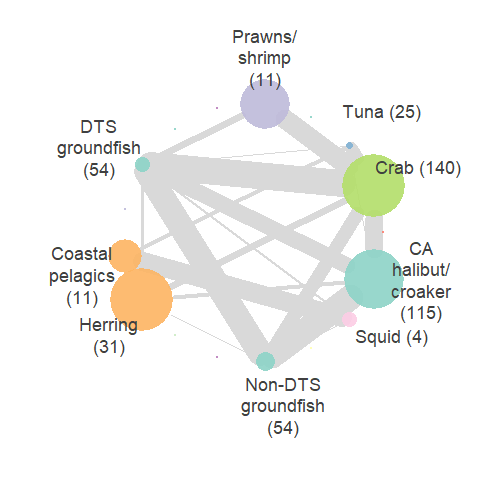 Prawns/
shrimp
(11)
Tuna (25)
DTS
groundfish
(54)
Crab (140)
Coastal
pelagics
(11)
CA
halibut/
croaker
(115)
Herring
(31)
Squid (4)
Non-DTS
groundfish
(54)